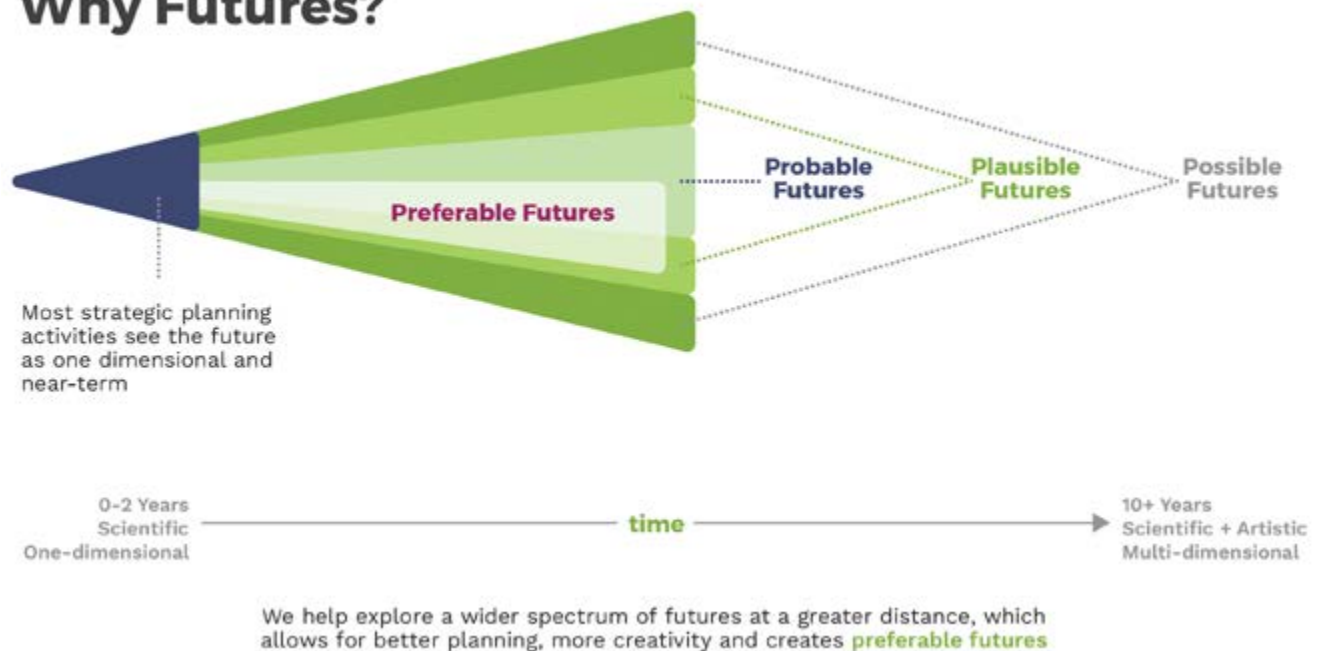 Why Futures?
Probable
Futures
Plausible
Futures
Possible
Futures
Preferable Futures
Most strategic planning
activities see the future
as one dimensional and
near-term
0-2 Years
Scientific
One-dimensional
time
10+ Years
Scientific + Artistic
Multi-dimensional
We help explore a wider spectrum of futures at a greater distance, which
allows for better planning, more creativity and creates preferable futures